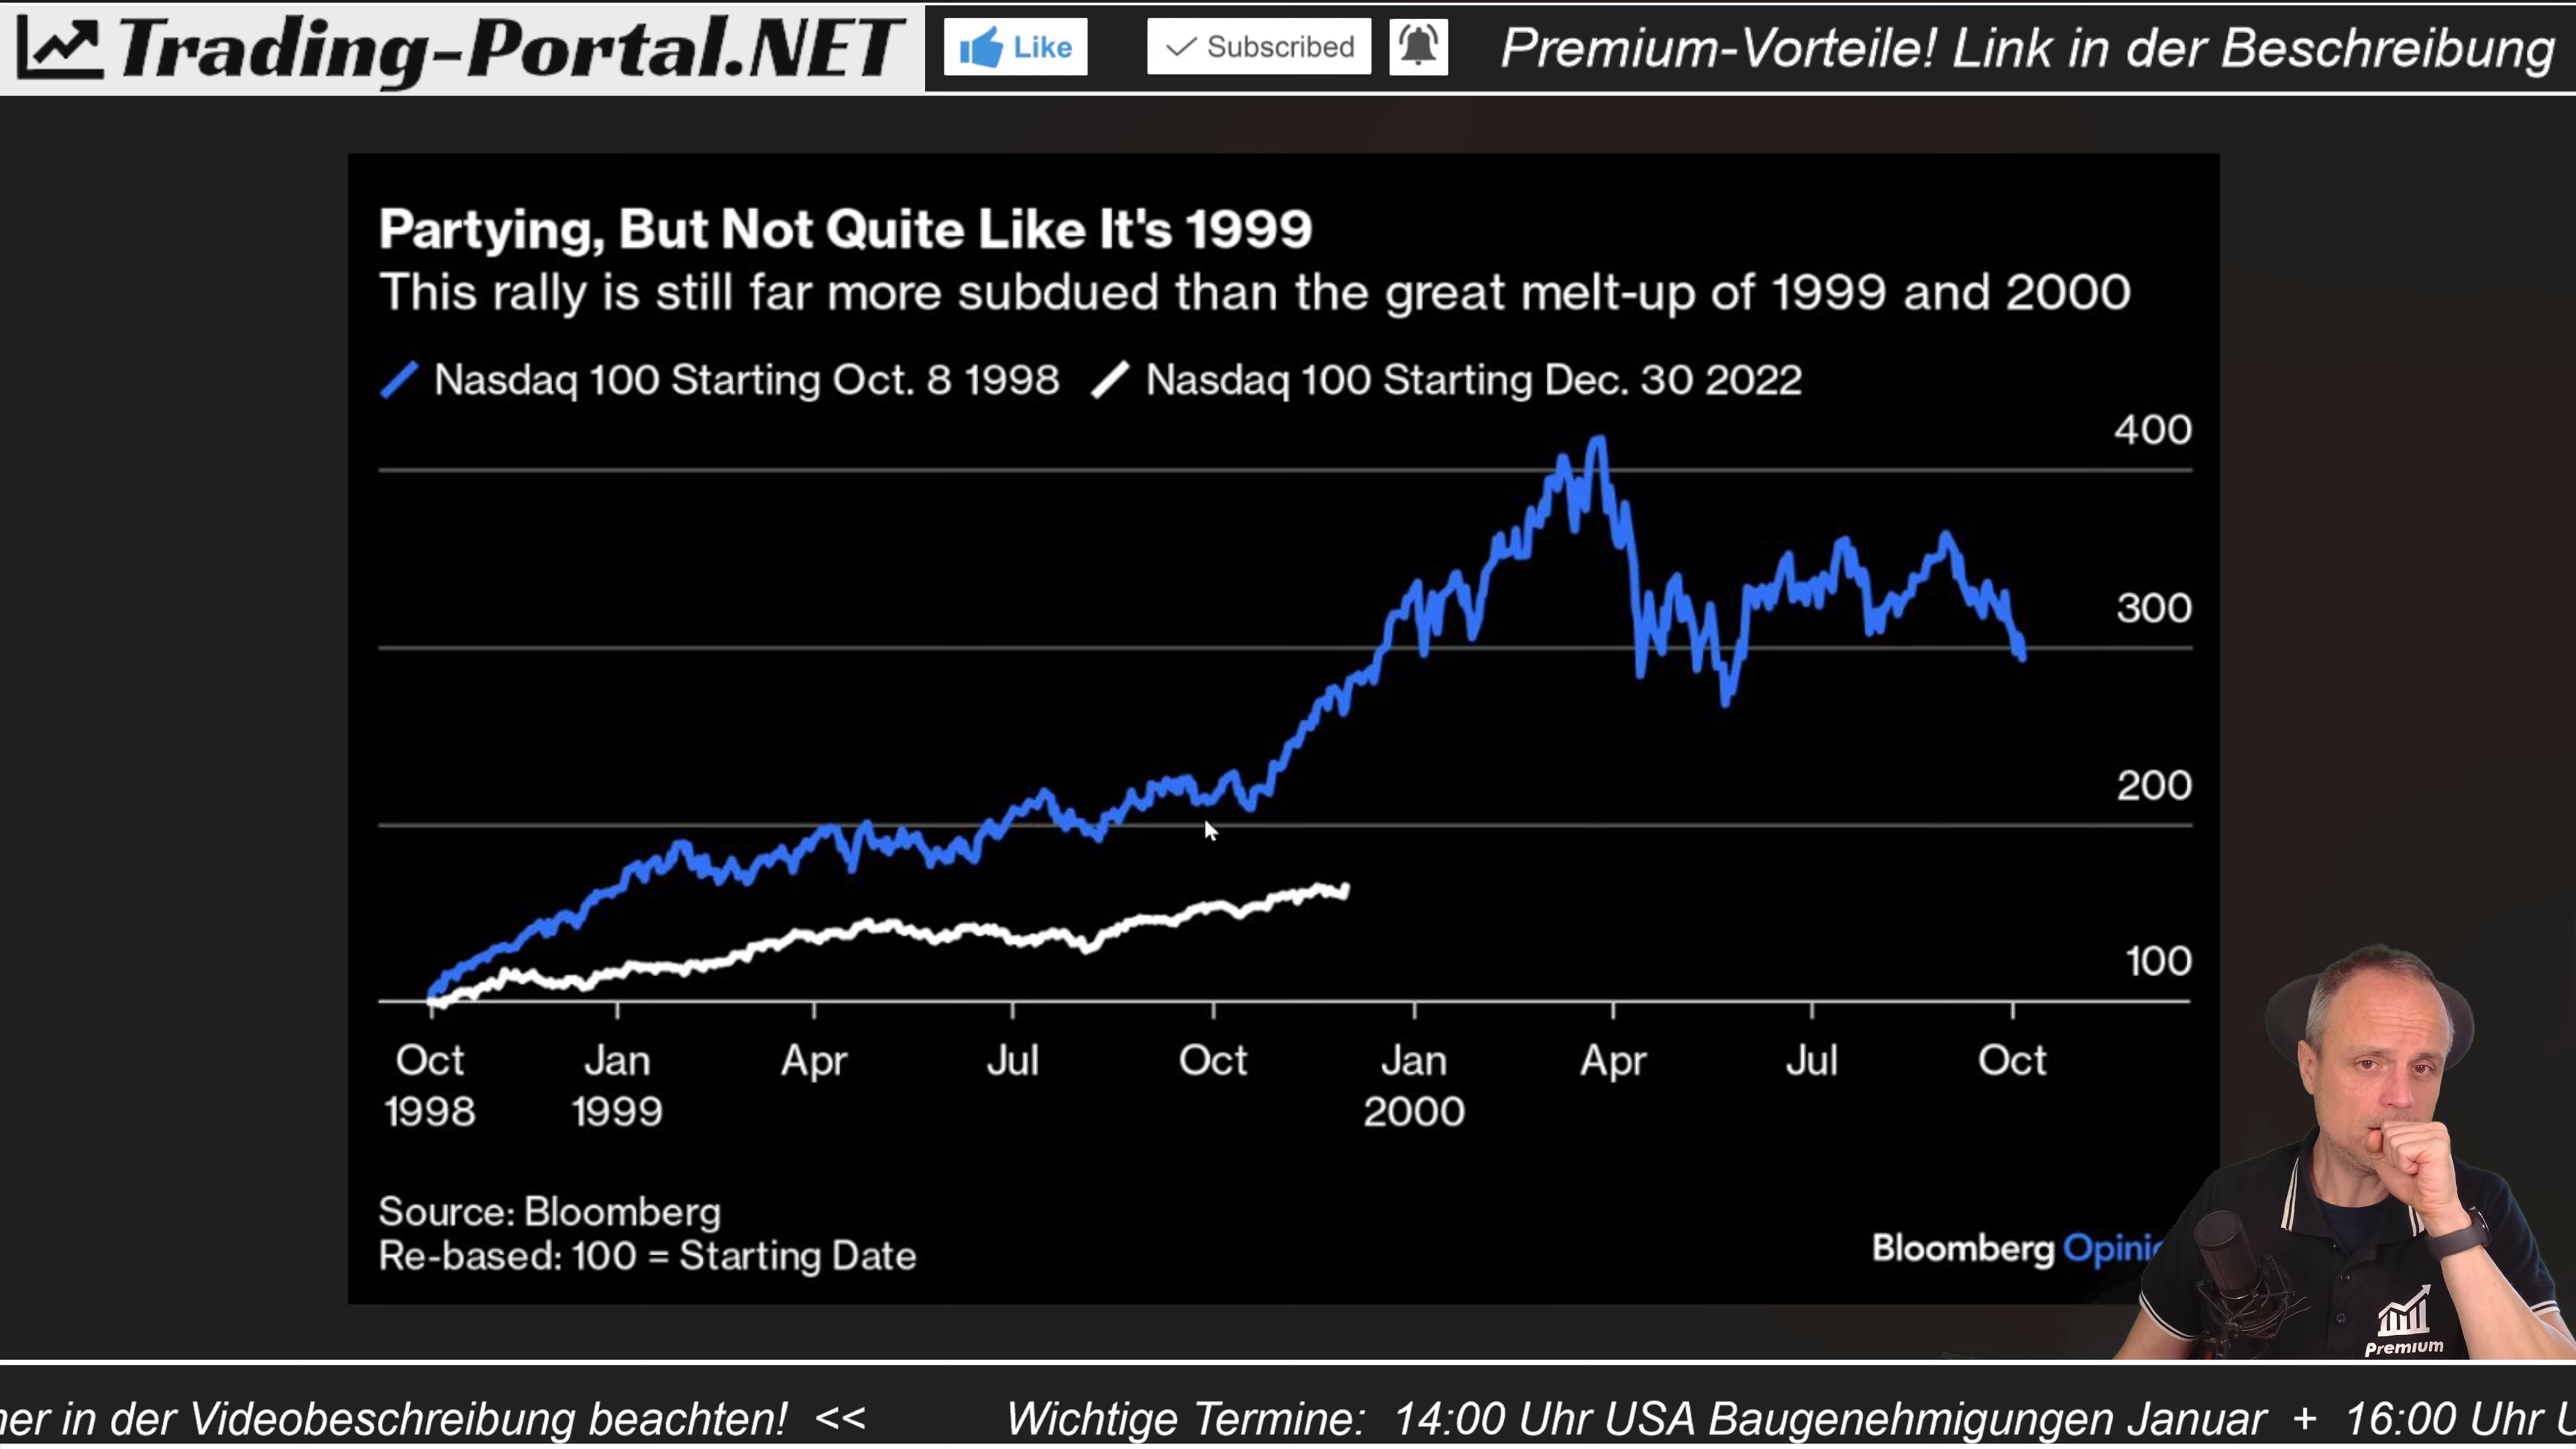 Trading-Portal.NET
Like
Subscribed
Premium-Vorteile! Link in der Beschreibung
Partying, But Not Quite Like It's 1999
This rally is still far more subdued than the great melt-up of 1999 and 2000
Nasdaq 100 Starting Oct. 8 1998 Nasdaq 100 Starting Dec. 30 2022
400
300
200
100
Oct Jan Apr Jul Oct Jan Apr Jul Oct
1998 1999 2000
Source: Bloomberg
Re-based: 100 = Starting Date
Bloomberg
Premium
in der Videobeschreibung beachten! << Wichtige Termine: 14:00 Uhr USA Baugenehmigungen Januar + 16:00 Uhr